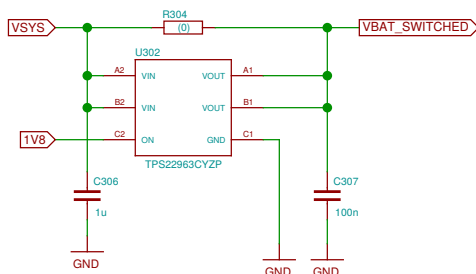 R304
VSYS
(0)
VBAT_SWITCHED
U302
A2 VIN VOUT A1
B2 VIN VOUT B1
1V8
C2 ON GND C1
TPS22963CYZP
C306
1u
C307
100n
GND
GND
GND